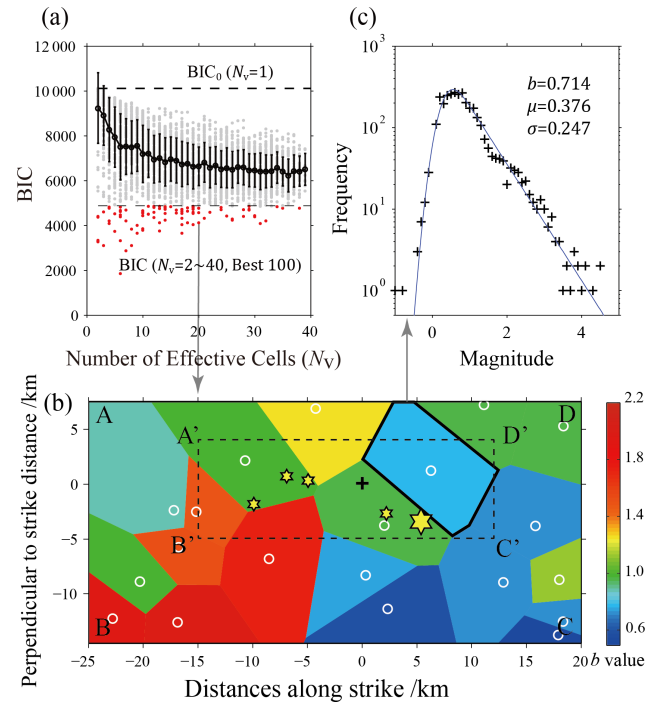 (a)
12 000
10 000
8000
6000
4000
2000
0
BIC
BIC₀ (Nᵥ=1)
BIC (Nᵥ=2~40, Best 100)
0 10 20 30 40
Number of Effective Cells (Nᵥ)
(c)
10³
10²
10¹
10⁰
Frequency
b=0.714
μ=0.376
σ=0.247
0 2 4
Magnitude
(b)
A
A’
B’
B
D’
D
C’
C
5
0
−5
−10
Perpendicular to strike distance /km
−25 −20 −15 −10 −5 0 5 10 15 20
Distances along strike /km
2.2
1.8
1.4
1.0
0.6
b value